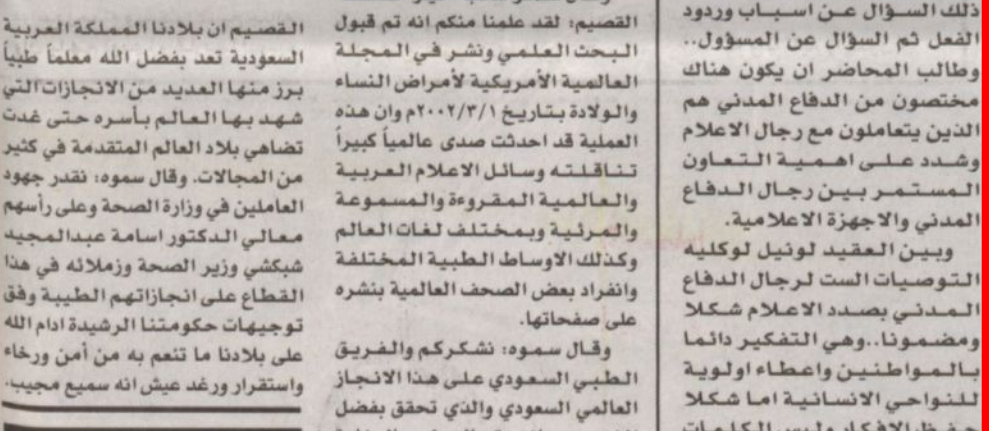 ذلك السؤال عن اسباب وردود
الفعل ثم السؤال عن المسؤول..
وطالب المحاضر ان يكون هناك
مختصون من الدفاع المدني هم
الذين يتعاملون مع رجال الاعلام
وشدد على اهمية التعاون
المستمر بين رجال الدفاع
المدني والاجهزة الاعلامية.
وبين العقيد لونيل لوكليه
التوصيات الست لرجال الدفاع
المدني بصدد الاعلام شكلا
ومضمونا..وهي التفكير دائما
بالمواطنين واعطاء اولوية
للنواحي الانسانية اما شكلا
القصيم: لقد علمنا منكم انه تم قبول
البحث العلمي ونشر في المجلة
العالمية الأمريكية لأمراض النساء
والولادة بتاريخ ٢٠٠٢/٣/١م وان هذه
العملية قد احدثت صدى عالمياً كبيراً
تناقلته وسائل الاعلام العربية
والعالمية المقروءة والمسموعة
والمرئية وبمختلف لغات العالم
وكذلك الاوساط الطبية المختلفة
وانفراد بعض الصحف العالمية بنشره
على صفحاتها.
وقال سموه: نشكركم والفريق
الطبي السعودي على هذا الانجاز
العالمي السعودي والذي تحقق بفضل
القصيم ان بلادنا المملكة العربية
السعودية تعد بفضل الله معلماً طبياً
برز منها العديد من الانجازات التي
شهد بها العالم بأسره حتى غدت
تضاهي بلاد العالم المتقدمة في كثير
من المجالات. وقال سموه: نقدر جهود
العاملين في وزارة الصحة وعلى رأسهم
معالي الدكتور اسامة عبدالمجيد
شبكشي وزير الصحة وزملائه في هذا
القطاع على انجازاتهم الطيبة وفق
توجيهات حكومتنا الرشيدة ادام الله
على بلادنا ما تنعم به من أمن ورخاء
واستقرار ورغد عيش انه سميع مجيب.